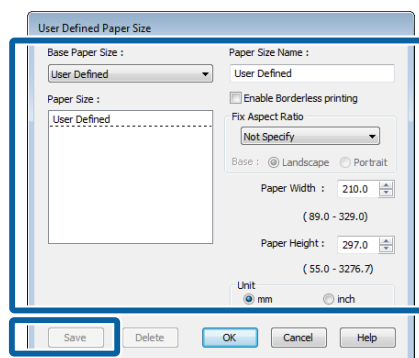 User Defined Paper Size
Base Paper Size :
User Defined
Paper Size :
User Defined
Paper Size Name :
User Defined
Enable Borderless printing
Fix Aspect Ratio
Not Specify
Base : Landscape Portrait
Paper Width : 210.0
( 89.0 - 329.0)
Paper Height : 297.0
( 55.0 - 3276.7)
Unit
mm inch
Save Delete OK Cancel Help